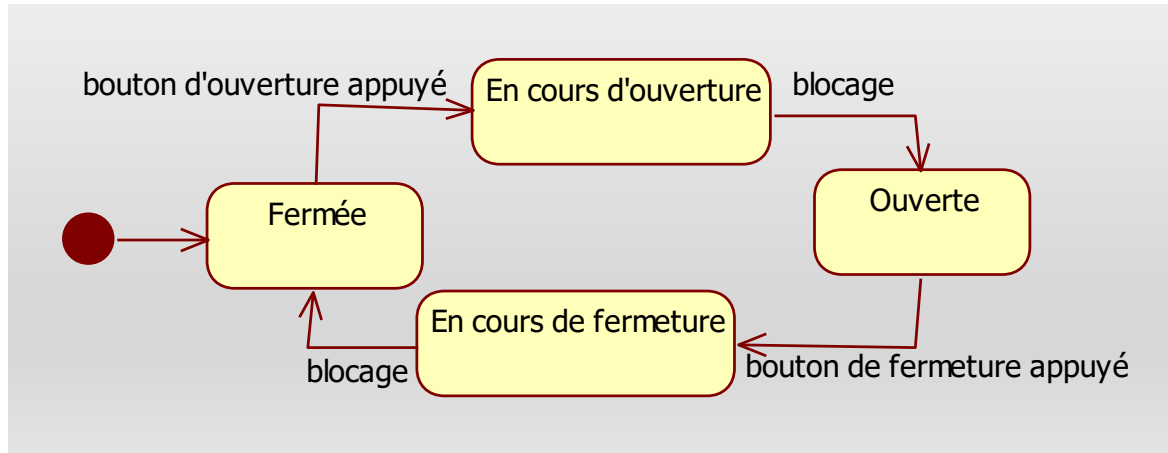 bouton d'ouverture appuyé
En cours d'ouverture
blocage
Fermée
Ouverte
En cours de fermeture
blocage
bouton de fermeture appuyé